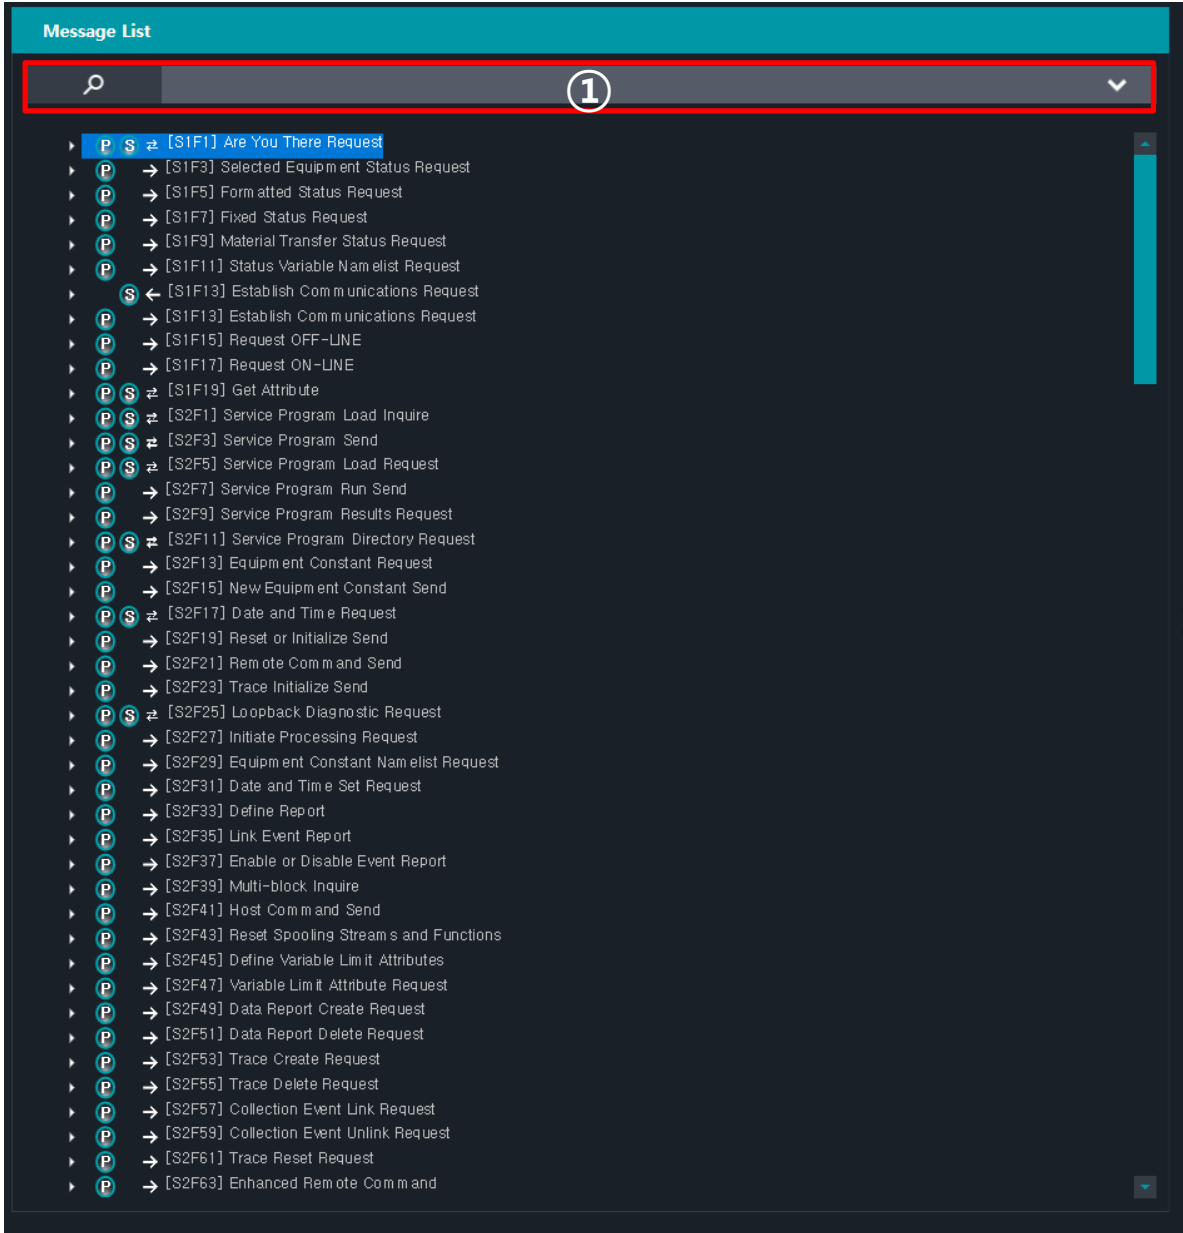 Message List
①
P S ⇄ [S1F1] Are You There Request
P → [S1F3] Selected Equipment Status Request
P → [S1F5] Formatted Status Request
P → [S1F7] Fixed Status Request
P → [S1F9] Material Transfer Status Request
P → [S1F11] Status Variable Namelist Request
S ← [S1F13] Establish Communications Request
P → [S1F13] Establish Communications Request
P → [S1F15] Request OFF-LINE
P → [S1F17] Request ON-LINE
P S ⇄ [S1F19] Get Attribute
P S ⇄ [S2F1] Service Program Load Inquire
P S ⇄ [S2F3] Service Program Send
P S ⇄ [S2F5] Service Program Load Request
P → [S2F7] Service Program Run Send
P → [S2F9] Service Program Results Request
P S ⇄ [S2F11] Service Program Directory Request
P → [S2F13] Equipment Constant Request
P → [S2F15] New Equipment Constant Send
P S ⇄ [S2F17] Date and Time Request
P → [S2F19] Reset or Initialize Send
P → [S2F21] Remote Command Send
P → [S2F23] Trace Initialize Send
P S ⇄ [S2F25] Loopback Diagnostic Request
P → [S2F27] Initiate Processing Request
P → [S2F29] Equipment Constant Namelist Request
P → [S2F31] Date and Time Set Request
P → [S2F33] Define Report
P → [S2F35] Link Event Report
P → [S2F37] Enable or Disable Event Report
P → [S2F39] Multi-block Inquire
P → [S2F41] Host Command Send
P → [S2F43] Reset Spooling Streams and Functions
P → [S2F45] Define Variable Limit Attributes
P → [S2F47] Variable Limit Attribute Request
P → [S2F49] Data Report Create Request
P → [S2F51] Data Report Delete Request
P → [S2F53] Trace Create Request
P → [S2F55] Trace Delete Request
P → [S2F57] Collection Event Link Request
P → [S2F59] Collection Event Unlink Request
P → [S2F61] Trace Reset Request
P → [S2F63] Enhanced Remote Command